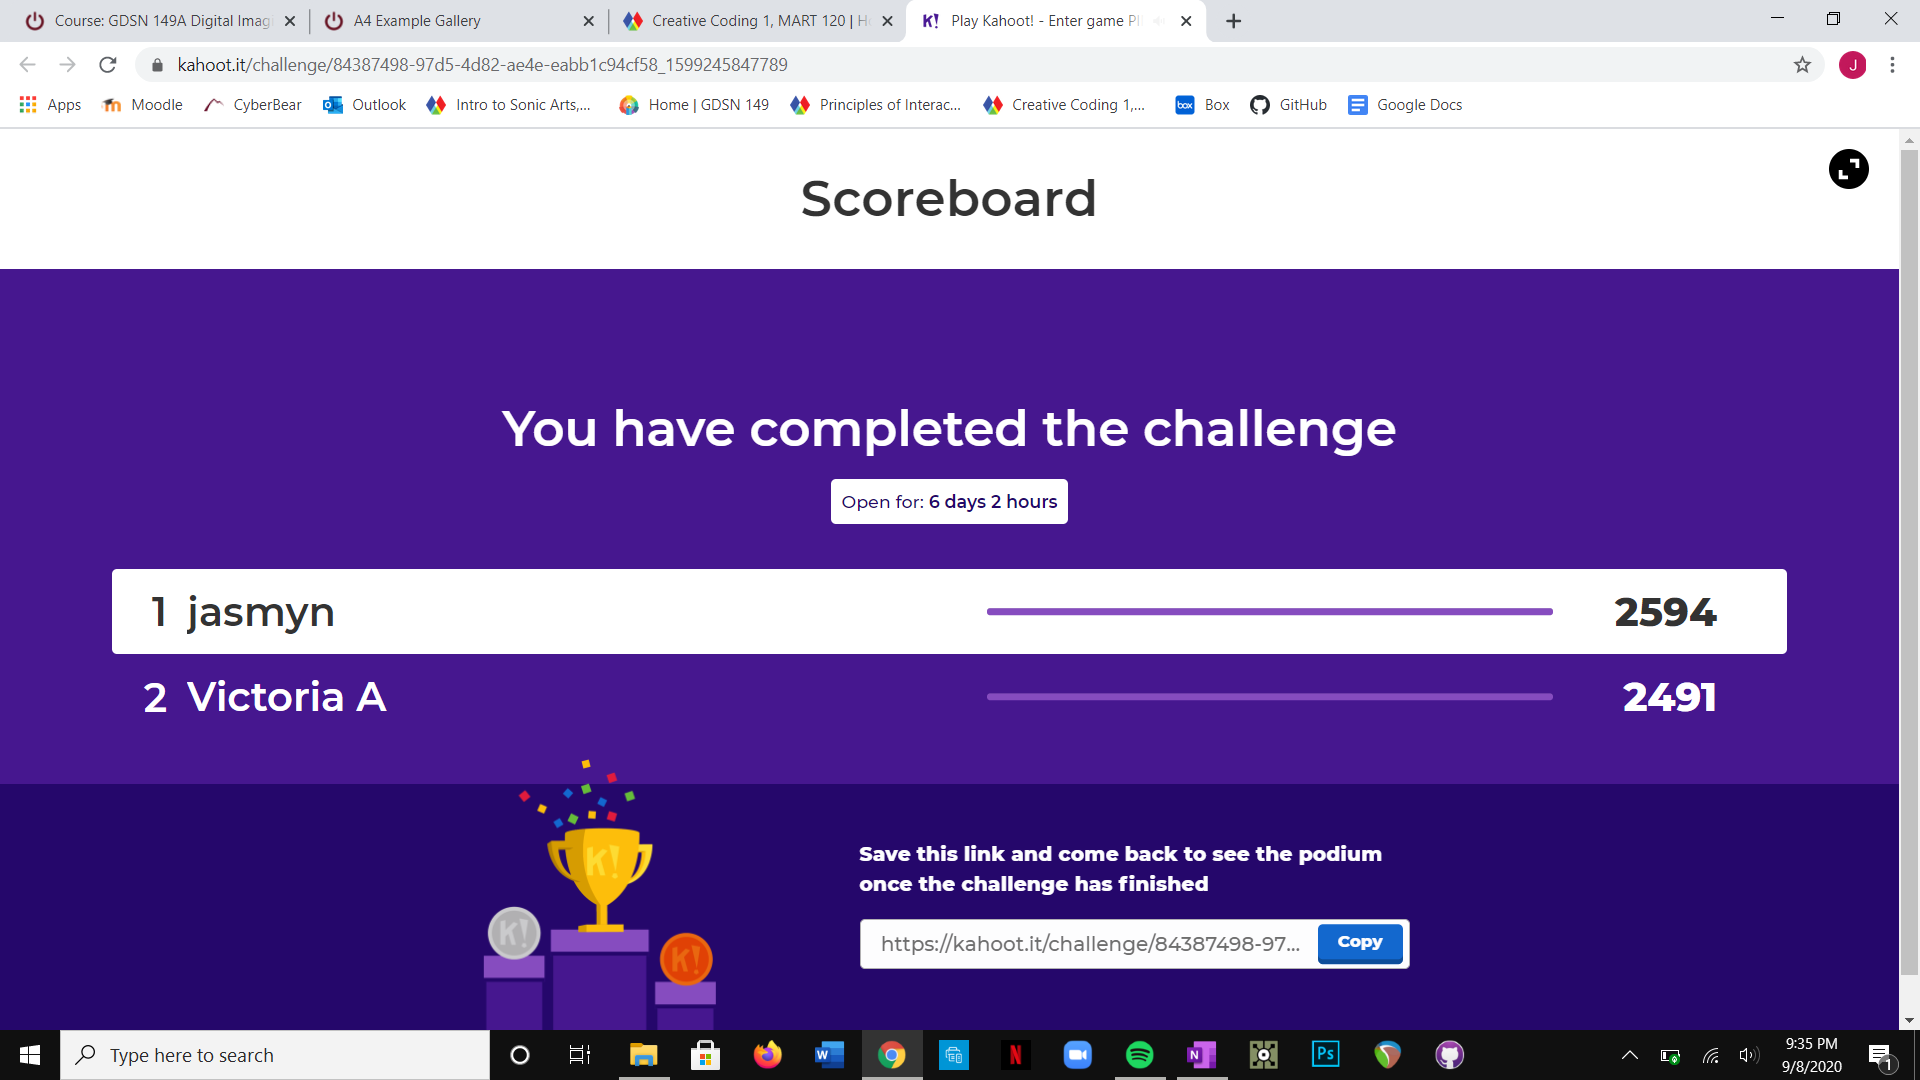 Course: GDSN 149A Digital Imagi
A4 Example Gallery
Creative Coding 1, MART 120 | H
K! Play Kahoot! - Enter game P
kahoot.it/challenge/84387498-97d5-4d82-ae4e-eabb1c94cf58_1599245847789
J
Apps
Moodle
CyberBear
Outlook
Intro to Sonic Arts,...
Home | GDSN 149
Principles of Interac...
Creative Coding 1,...
box Box
GitHub
Google Docs
Scoreboard
You have completed the challenge
Open for: 6 days 2 hours
1 jasmyn 2594
2 Victoria A 2491
K!
K!
K!
Save this link and come back to see the podium
once the challenge has finished
https://kahoot.it/challenge/84387498-97...
Copy
Type here to search
W
N
N
Ps
9:35 PM
9/8/2020
1